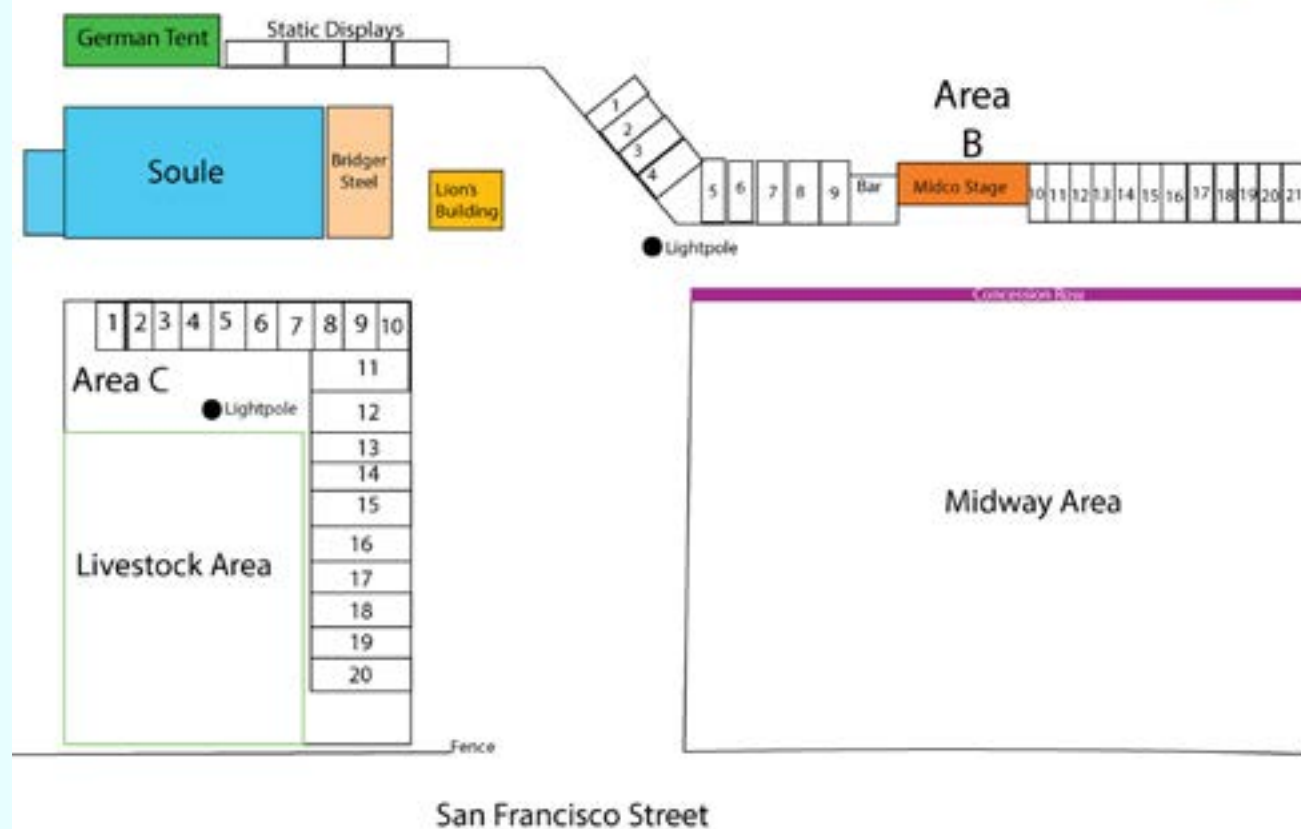 German Tent
Static Displays
Soule
Bridger
Steel
Lion's
Building
Area
B
1
2
3
4
5 6 7 8 9 Bar
Midco Stage
10 11 12 13 14 15 16 17 18 19 20 21
Lightpole
Concession Row
1 2 3 4 5 6 7 8 9 10
11
Area C
Lightpole
12
13
14
15
16
17
18
19
20
Livestock Area
Midway Area
Fence
San Francisco Street